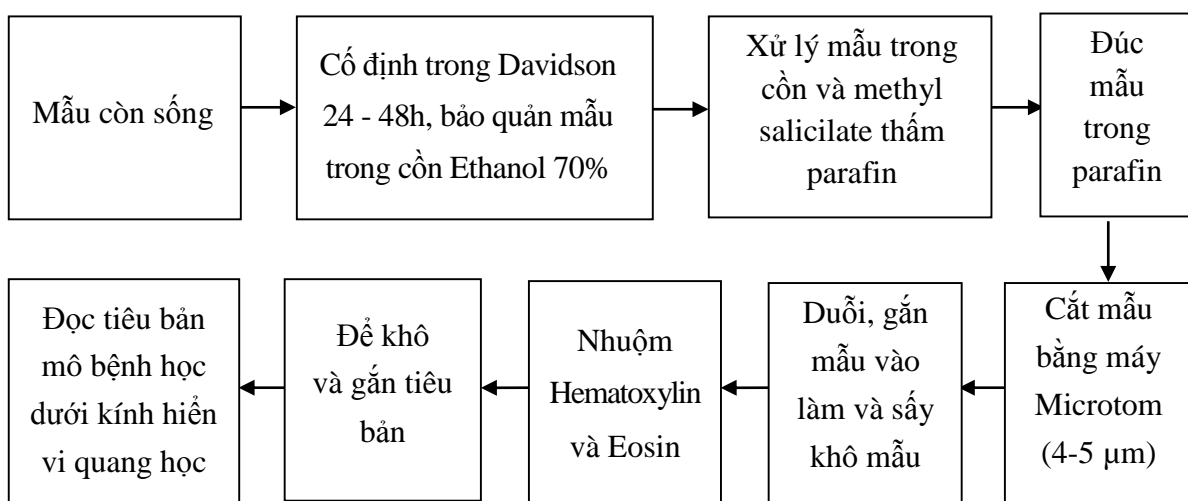 Mẫu còn sống
Cố định trong Davidson
24 - 48h, bảo quản mẫu
trong cồn Ethanol 70%
Xử lý mẫu trong
cồn và methyl
salicilate thấm
parafin
Đúc
mẫu
trong
parafin
Cắt mẫu
bằng máy
Microtom
(4-5 μm)
Duỗi, gắn
mẫu vào
làm và sấy
khô mẫu
Nhuộm
Hematoxylin
và Eosin
Để khô
và gắn tiêu
bản
Đọc tiêu bản
mô bệnh học
dưới kính hiển
vi quang học